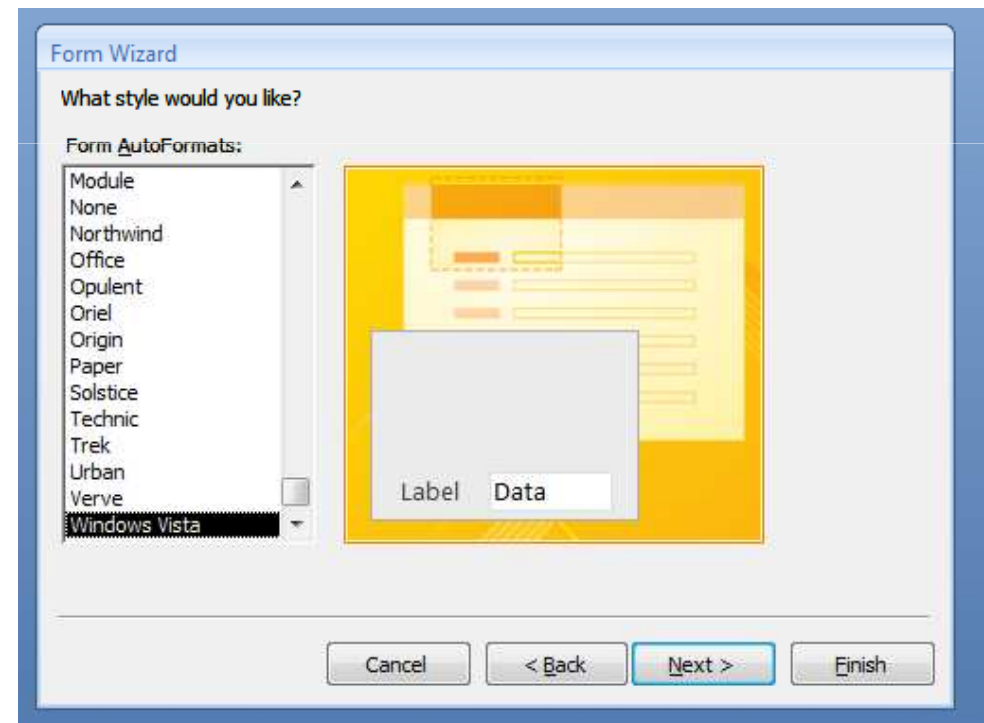 Form Wizard
What style would you like?
Form AutoFormats:
Module
None
Northwind
Office
Opulent
Oriel
Origin
Paper
Solstice
Technic
Trek
Urban
Verve
Windows Vista
Label Data
Cancel < Back Next > Finish